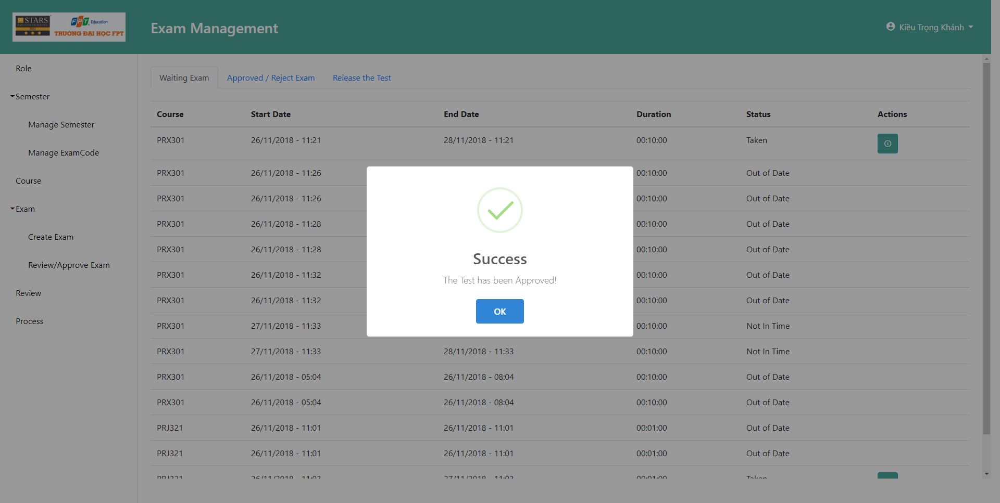 STARS
FPT Education
TRƯỜNG ĐẠI HỌC FPT
Exam Management
Kiều Trọng Khánh
Role
Semester
Manage Semester
Manage ExamCode
Course
Exam
Create Exam
Review/Approve Exam
Review
Process
Waiting Exam Approved / Reject Exam Release the Test
Course Start Date End Date Duration Status Actions
PRX301 26/11/2018 - 11:21 28/11/2018 - 11:21 00:10:00 Taken
PRX301 26/11/2018 - 11:26 00:10:00 Out of Date
PRX301 26/11/2018 - 11:26 00:10:00 Out of Date
PRX301 26/11/2018 - 11:28 00:10:00 Out of Date
PRX301 26/11/2018 - 11:28 00:10:00 Out of Date
PRX301 26/11/2018 - 11:32 00:10:00 Out of Date
PRX301 26/11/2018 - 11:32 00:10:00 Out of Date
PRX301 27/11/2018 - 11:33 00:10:00 Not In Time
PRX301 27/11/2018 - 11:33 28/11/2018 - 11:33 00:10:00 Not In Time
PRX301 26/11/2018 - 05:04 26/11/2018 - 08:04 00:10:00 Out of Date
PRX301 26/11/2018 - 05:04 26/11/2018 - 08:04 00:10:00 Out of Date
PRJ321 26/11/2018 - 11:01 26/11/2018 - 11:01 00:01:00 Out of Date
PRJ321 26/11/2018 - 11:01 26/11/2018 - 11:01 00:01:00 Out of Date
Success
The Test has been Approved!
OK